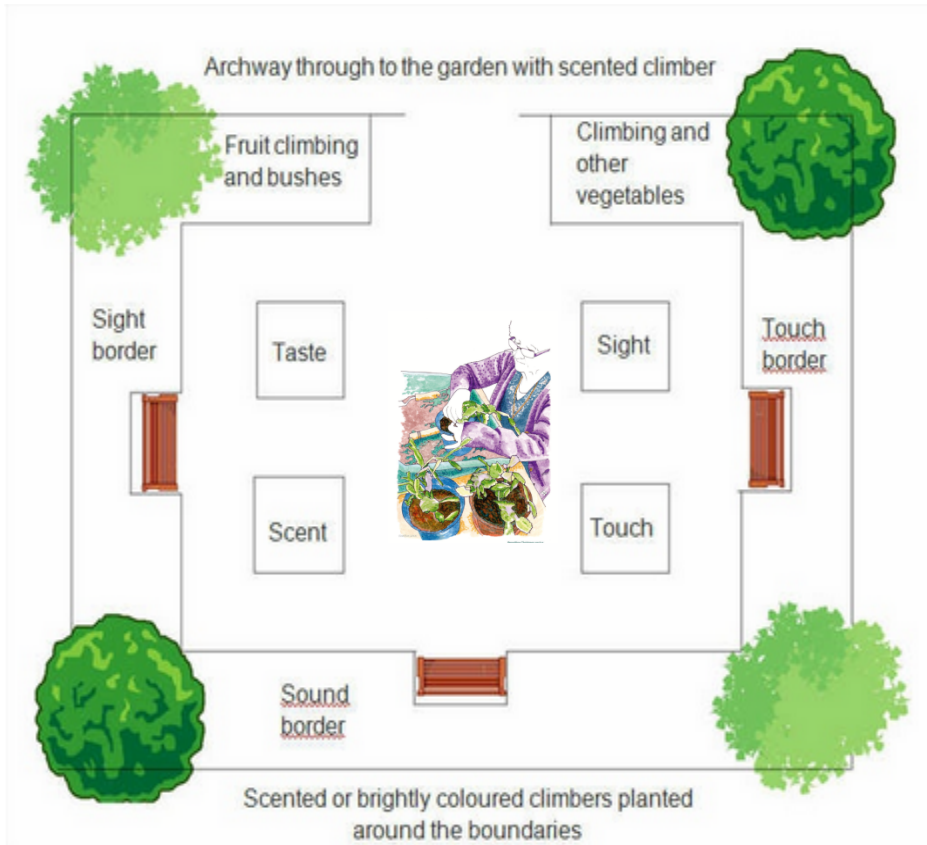 Archway through to the garden with scented climber
Fruit climbing
and bushes
Climbing and
other
vegetables
Sight
border
Taste
Sight
Touch
border
Scent
Touch
Sound
border
Scented or brightly coloured climbers planted
around the boundaries